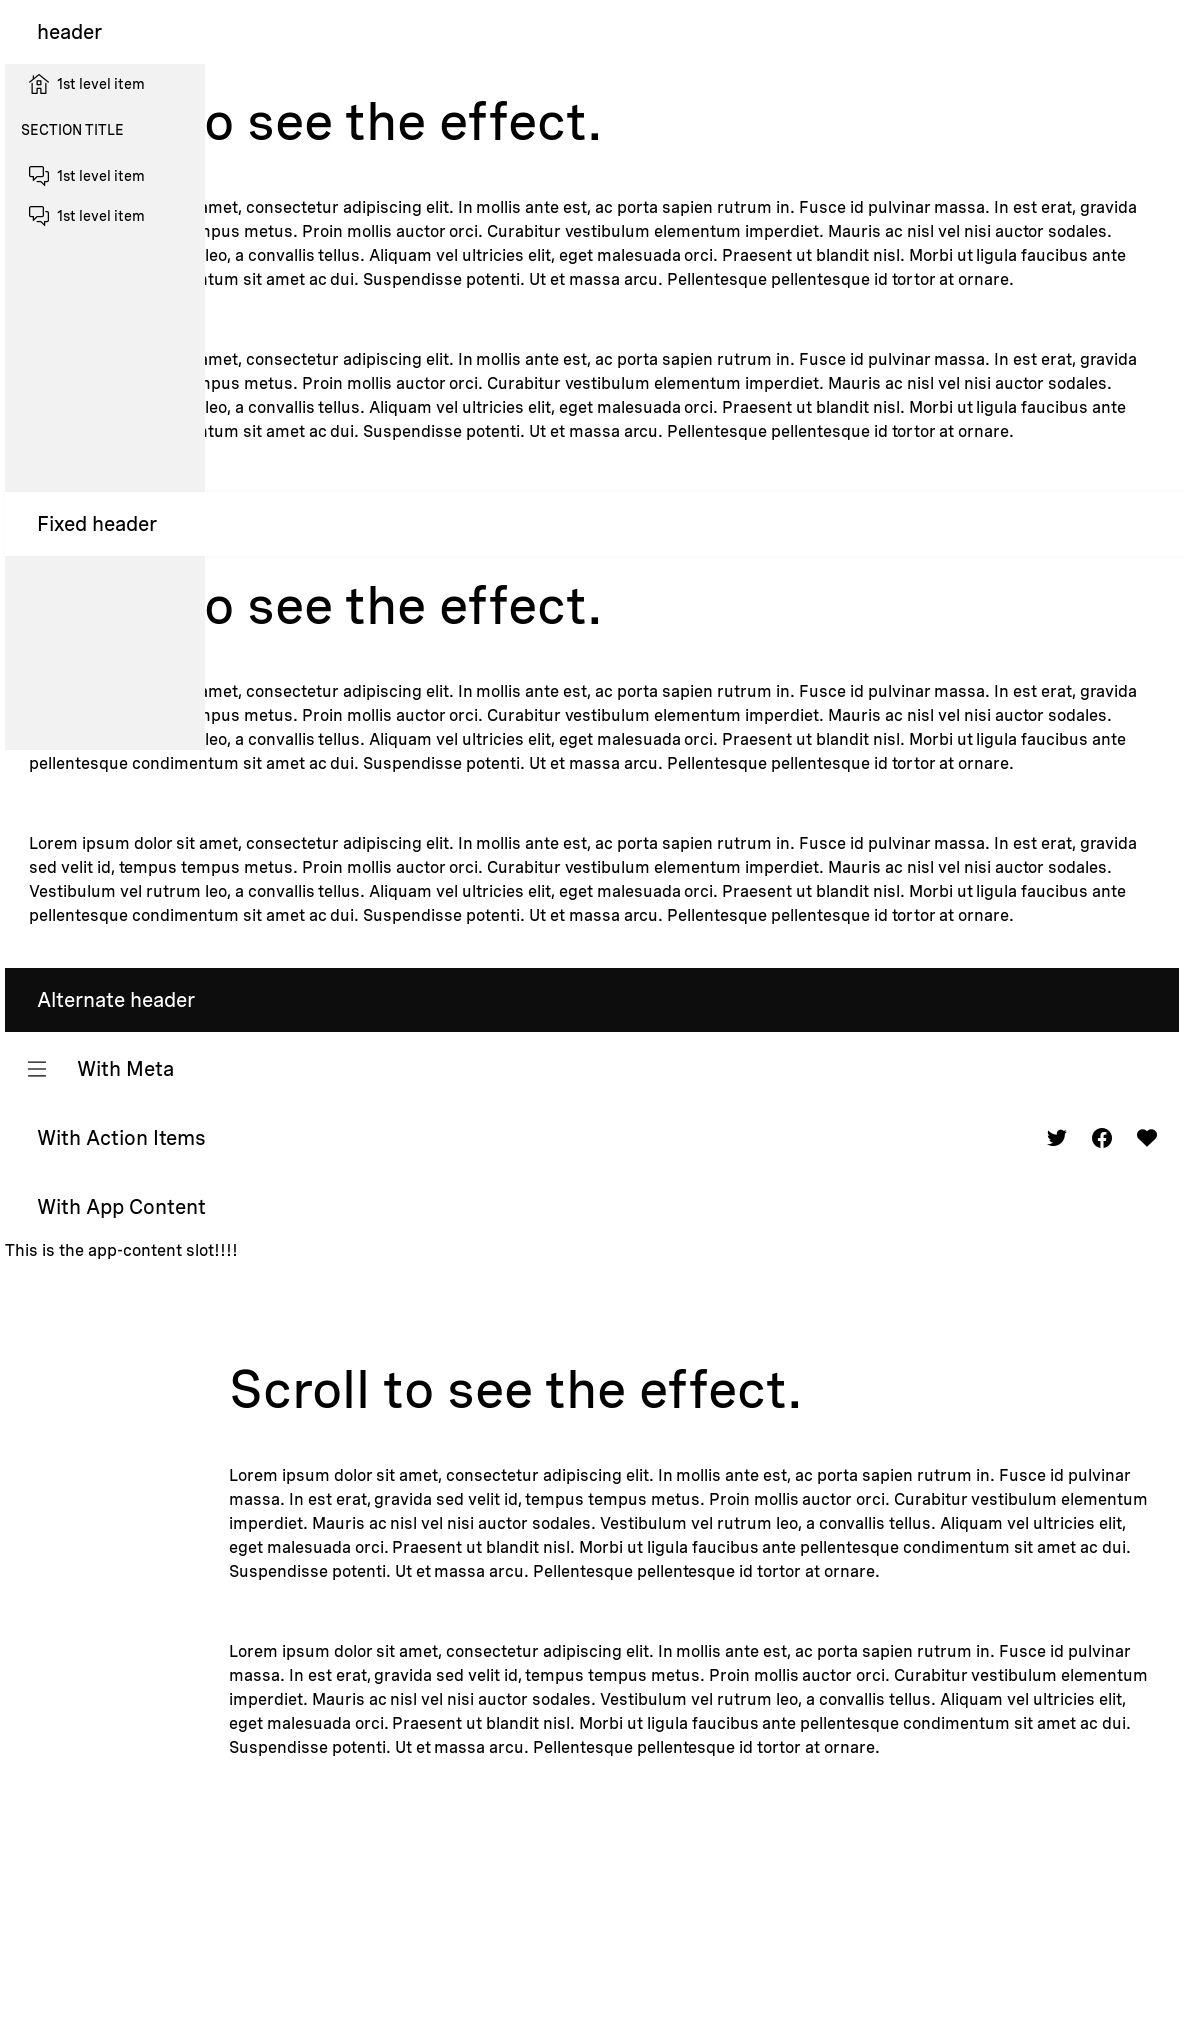 header
1st level item
SECTION TITLE
1st level item
1st level item
o see the effect.
amet, consectetur adipiscing elit. In mollis ante est, ac porta sapien rutrum in. Fusce id pulvinar massa. In est erat, gravida
metus. Proin mollis auctor orci. Curabitur vestibulum elementum imperdiet. Mauris ac nisl vel nisi auctor sodales.
leo, a convallis tellus. Aliquam vel ultricies elit, eget malesuada orci. Praesent ut blandit nisl. Morbi ut ligula faucibus ante
sit amet ac dui. Suspendisse potenti. Ut et massa arcu. Pellentesque pellentesque id tortor at ornare.
amet, consectetur adipiscing elit. In mollis ante est, ac porta sapien rutrum in. Fusce id pulvinar massa. In est erat, gravida
metus. Proin mollis auctor orci. Curabitur vestibulum elementum imperdiet. Mauris ac nisl vel nisi auctor sodales.
leo, a convallis tellus. Aliquam vel ultricies elit, eget malesuada orci. Praesent ut blandit nisl. Morbi ut ligula faucibus ante
sit amet ac dui. Suspendisse potenti. Ut et massa arcu. Pellentesque pellentesque id tortor at ornare.
Fixed header
o see the effect.
amet, consectetur adipiscing elit. In mollis ante est, ac porta sapien rutrum in. Fusce id pulvinar massa. In est erat, gravida
metus. Proin mollis auctor orci. Curabitur vestibulum elementum imperdiet. Mauris ac nisl vel nisi auctor sodales.
leo, a convallis tellus. Aliquam vel ultricies elit, eget malesuada orci. Praesent ut blandit nisl. Morbi ut ligula faucibus ante
pellentesque condimentum sit amet ac dui. Suspendisse potenti. Ut et massa arcu. Pellentesque pellentesque id tortor at ornare.
Lorem ipsum dolor sit amet, consectetur adipiscing elit. In mollis ante est, ac porta sapien rutrum in. Fusce id pulvinar massa. In est erat, gravida
sed velit id, tempus tempus metus. Proin mollis auctor orci. Curabitur vestibulum elementum imperdiet. Mauris ac nisl vel nisi auctor sodales.
Vestibulum vel rutrum leo, a convallis tellus. Aliquam vel ultricies elit, eget malesuada orci. Praesent ut blandit nisl. Morbi ut ligula faucibus ante
pellentesque condimentum sit amet ac dui. Suspendisse potenti. Ut et massa arcu. Pellentesque pellentesque id tortor at ornare.
Alternate header
With Meta
With Action Items
With App Content
This is the app-content slot!!!!
Scroll to see the effect.
Lorem ipsum dolor sit amet, consectetur adipiscing elit. In mollis ante est, ac porta sapien rutrum in. Fusce id pulvinar
massa. In est erat, gravida sed velit id, tempus tempus metus. Proin mollis auctor orci. Curabitur vestibulum elementum
imperdiet. Mauris ac nisl vel nisi auctor sodales. Vestibulum vel rutrum leo, a convallis tellus. Aliquam vel ultricies elit,
eget malesuada orci. Praesent ut blandit nisl. Morbi ut ligula faucibus ante pellentesque condimentum sit amet ac dui.
Suspendisse potenti. Ut et massa arcu. Pellentesque pellentesque id tortor at ornare.
Lorem ipsum dolor sit amet, consectetur adipiscing elit. In mollis ante est, ac porta sapien rutrum in. Fusce id pulvinar
massa. In est erat, gravida sed velit id, tempus tempus metus. Proin mollis auctor orci. Curabitur vestibulum elementum
imperdiet. Mauris ac nisl vel nisi auctor sodales. Vestibulum vel rutrum leo, a convallis tellus. Aliquam vel ultricies elit,
eget malesuada orci. Praesent ut blandit nisl. Morbi ut ligula faucibus ante pellentesque condimentum sit amet ac dui.
Suspendisse potenti. Ut et massa arcu. Pellentesque pellentesque id tortor at ornare.